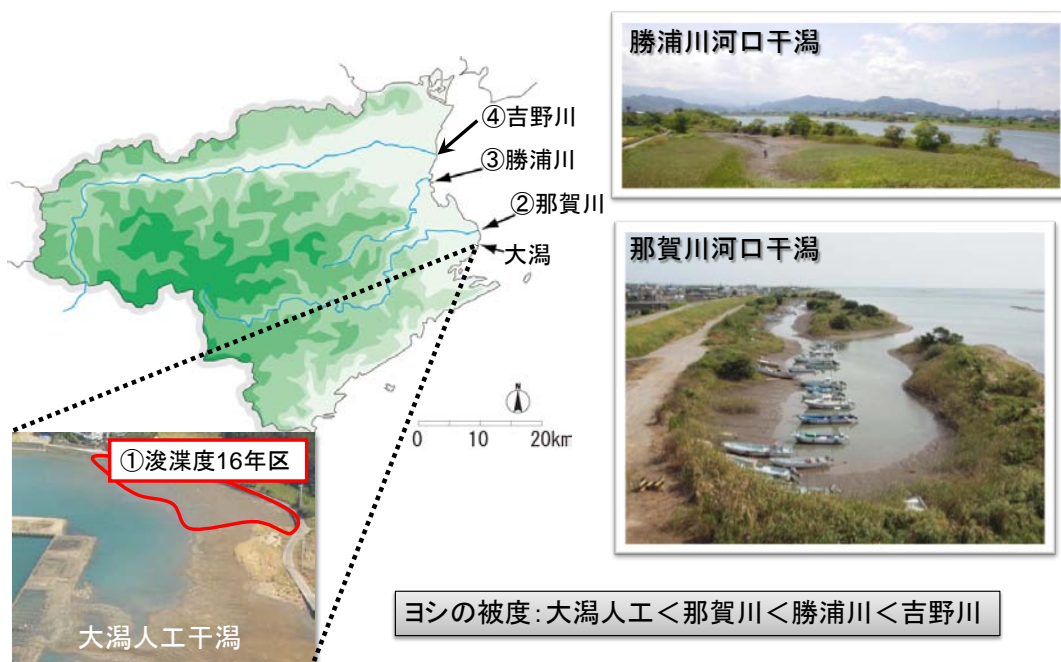 ④吉野川
③勝浦川
②那賀川
大潟
N
0 10 20km
①浚渫度16年区
大潟人工干潟
勝浦川河口干潟
那賀川河口干潟
ヨシの被度:大潟人工<那賀川<勝浦川<吉野川